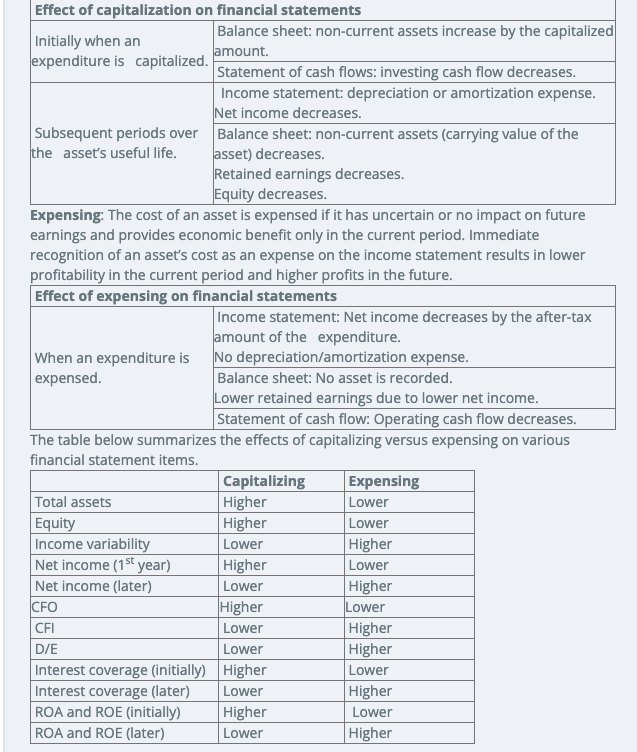 Effect of capitalization on financial statements
Initially when an
expenditure is capitalized.
Balance sheet: non-current assets increase by the capitalized
amount.
Statement of cash flows: investing cash flow decreases.
Subsequent periods over
the asset's useful life.
Income statement: depreciation or amortization expense.
Net income decreases.
Balance sheet: non-current assets (carrying value of the
asset) decreases.
Retained earnings decreases.
Equity decreases.
Expensing: The cost of an asset is expensed if it has uncertain or no impact on future
earnings and provides economic benefit only in the current period. Immediate
recognition of an asset's cost as an expense on the income statement results in lower
profitability in the current period and higher profits in the future.
Effect of expensing on financial statements
When an expenditure is
expensed.
Income statement: Net income decreases by the after-tax
amount of the expenditure.
No depreciation/amortization expense.
Balance sheet: No asset is recorded.
Lower retained earnings due to lower net income.
Statement of cash flow: Operating cash flow decreases.
The table below summarizes the effects of capitalizing versus expensing on various
financial statement items.
Capitalizing Expensing
Total assets Higher Lower
Equity Higher Lower
Income variability Lower Higher
Net income (1st year) Higher Lower
Net income (later) Lower Higher
CFO Higher Lower
CFI Lower Higher
D/E Lower Higher
Interest coverage (initially) Higher Lower
Interest coverage (later) Lower Higher
ROA and ROE (initially) Higher Lower
ROA and ROE (later) Lower Higher